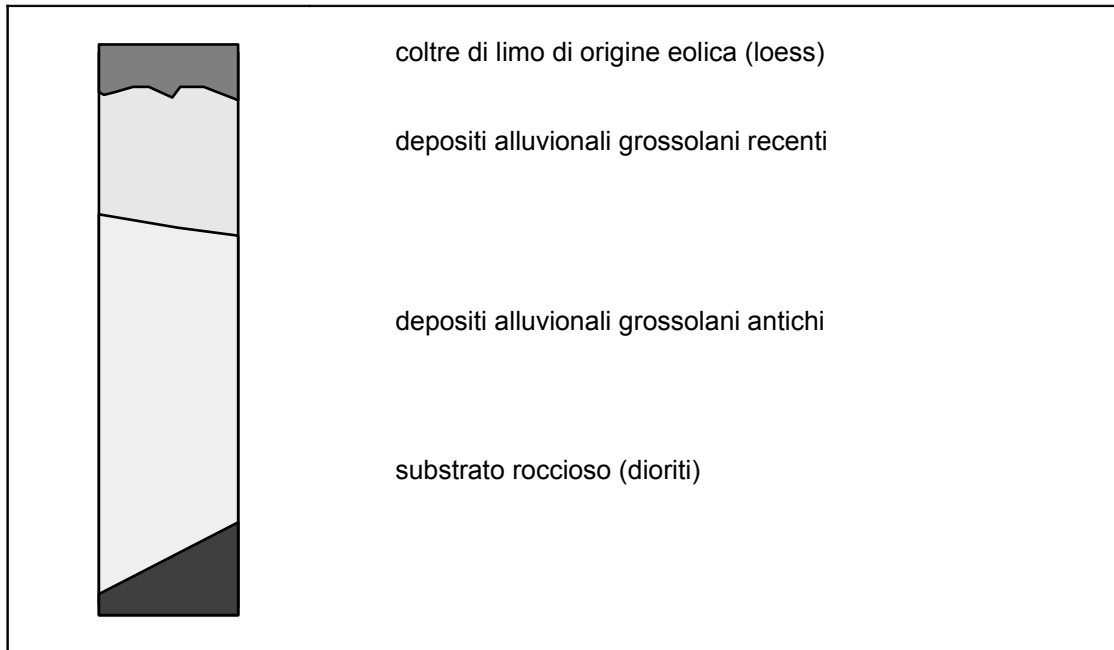 coltre di limo di origine eolica (loess)
depositi alluvionali grossolani recenti
depositi alluvionali grossolani antichi
substrato roccioso (dioriti)